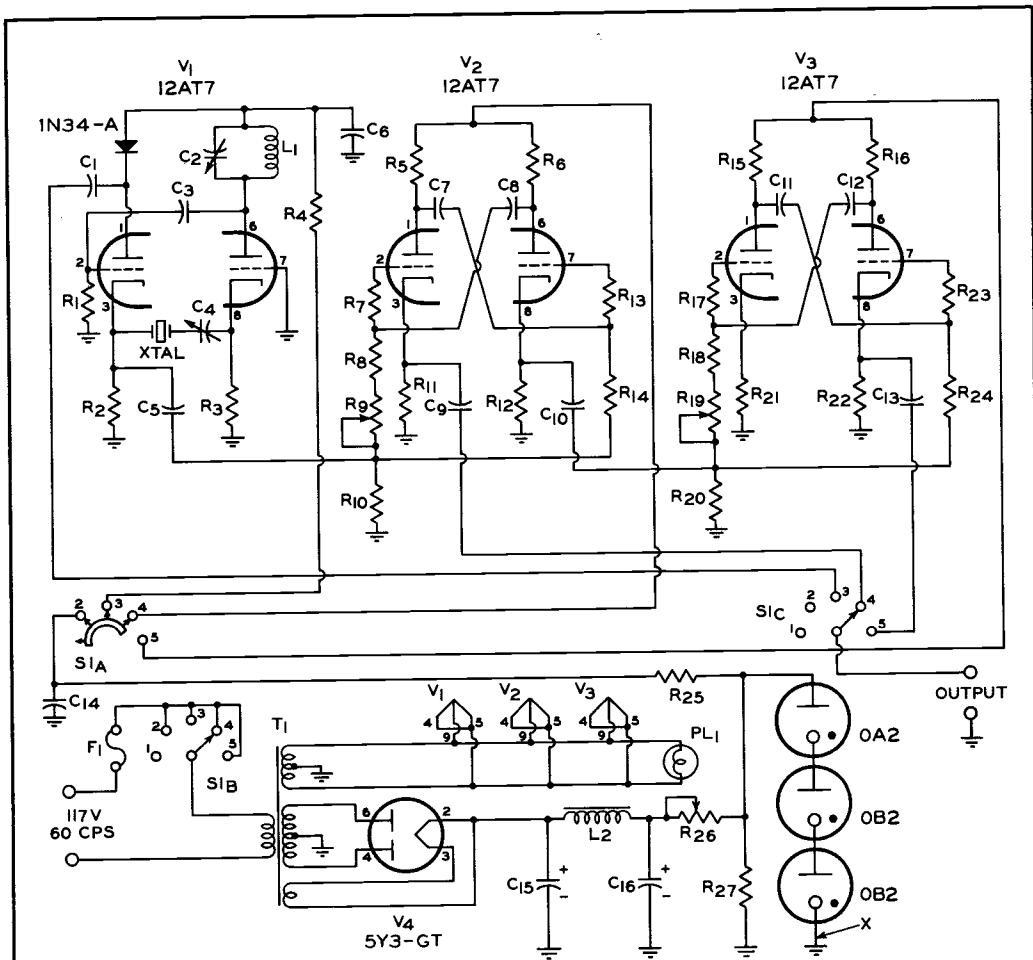 V1
12AT7
V2
12AT7
V3
12AT7
1N34-A
C1
C2
L1
C6
C3
R4
1
6
2
7
3
8
R1
C4
XTAL
R2
C5
R3
R5
R6
C7
C8
1
6
2
7
3
8
R7
R13
R8
R9
R11
C9
R12
C10
R14
R10
R15
R16
C11
C12
1
6
2
7
3
8
R17
R23
R18
R19
R21
R22
C13
R24
R20
2
3
4
5
S1A
S1C
1
2
3
4
5
OUTPUT
C14
R25
F1
1
2
3
4
5
S1B
117V
60 CPS
T1
V1
4
5
9
V2
4
5
9
V3
4
5
9
PL1
6
2
4
3
V4
5Y3-GT
L2
R26
C15
+
-
C16
+
-
R27
OA2
OB2
OB2
X